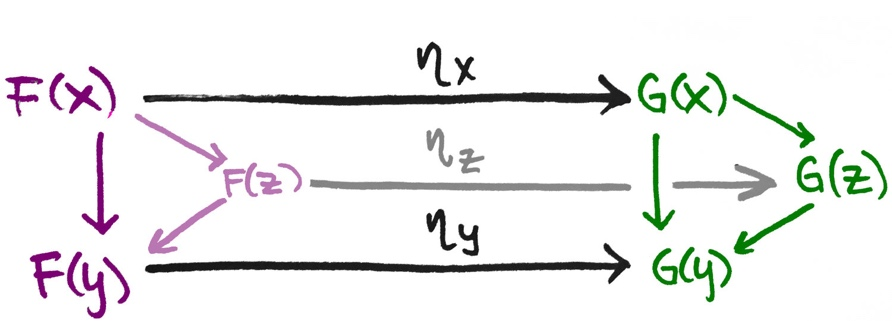 ηx
F(x) G(x)
ηz
F(z) G(z)
ηy
F(y) G(y)